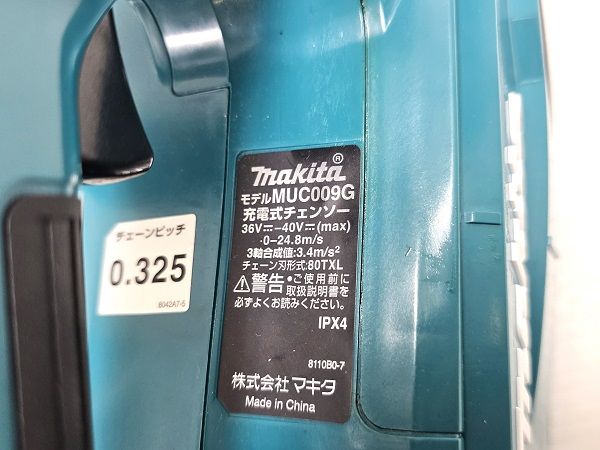 チェーンピッチ
0.325
8042A7-5
makita®
モデルMUC009G
充電式チェンソー
36V⎓-40V⎓(max)
0-24.8m/s
3軸合成値:3.4m/s²
チェーン刃形式:80TXL
⚠警告 •ご使用前に
取扱説明書を
必ずよくお読みください。
IPX4
8110B0-7
株式会社マキタ
Made in China